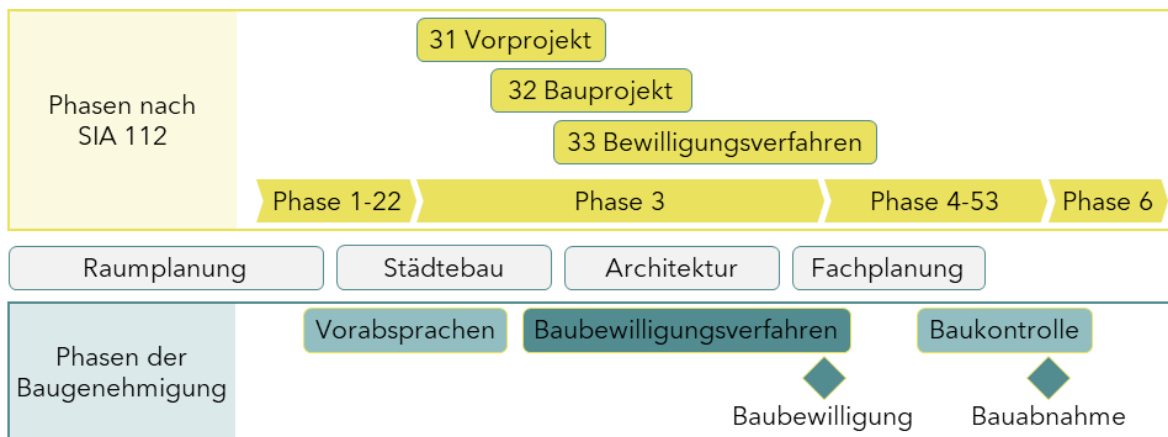 31 Vorprojekt
32 Bauprojekt
Phasen nach
SIA 112
33 Bewilligungsverfahren
Phase 1-22
Phase 3
Phase 4-53
Phase 6
Raumplanung
Städtebau
Architektur
Fachplanung
Vorabsprachen
Baubewilligungsverfahren
Baukontrolle
Phasen der
Baugenehmigung
Baubewilligung
Bauabnahme